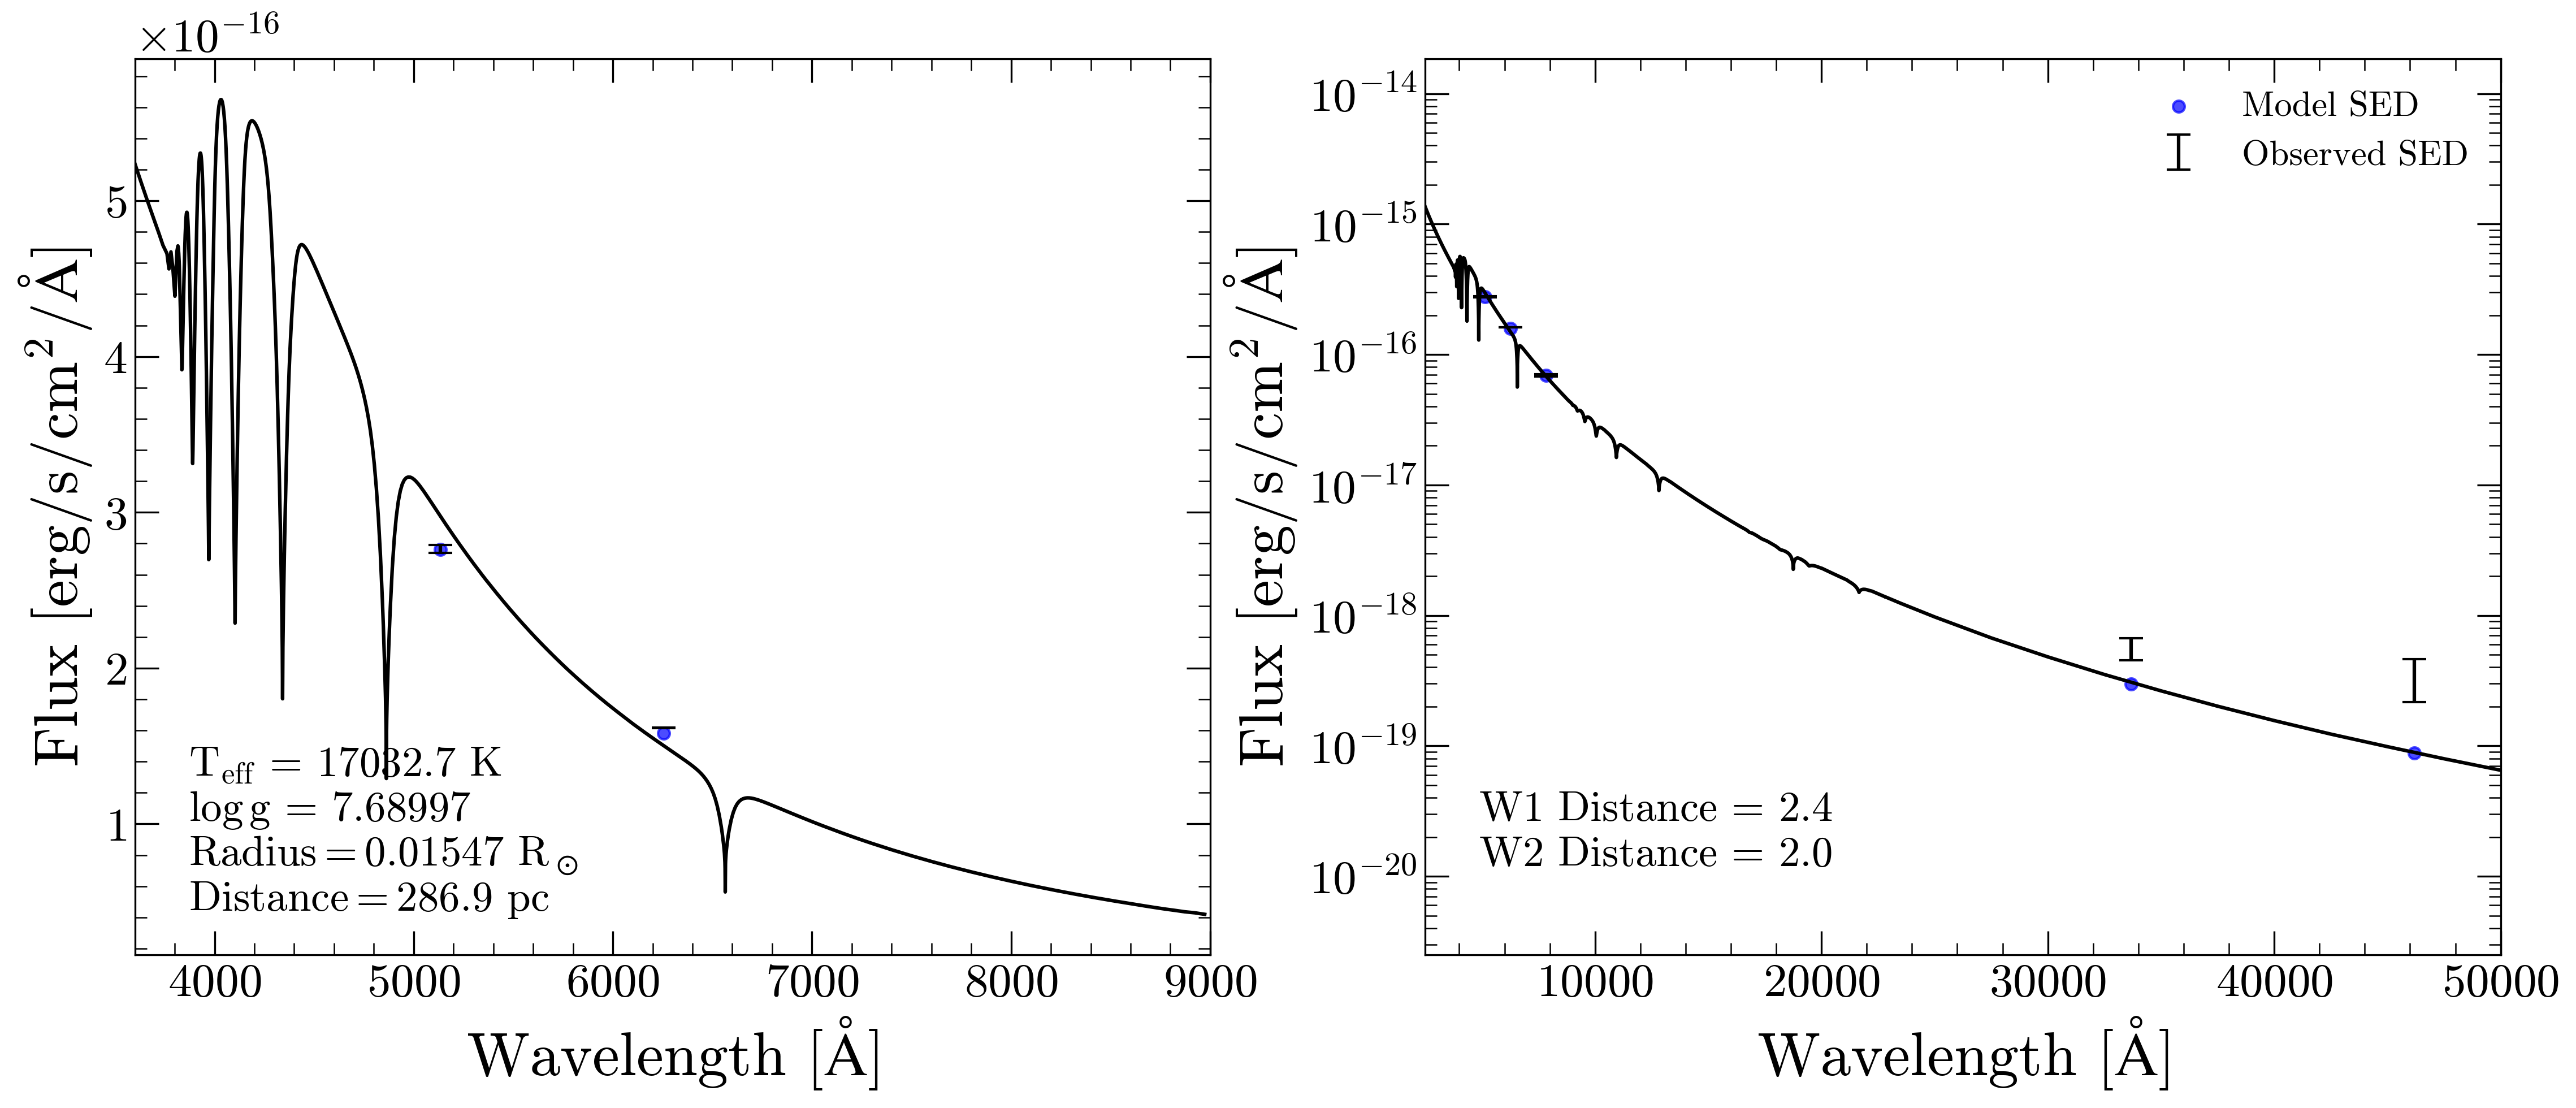 ×10⁻¹⁶
5
4
3
2
1
Flux [erg/s/cm²/Å]
T_eff = 17032.7 K
log g = 7.68997
Radius = 0.01547 R_⊙
Distance = 286.9 pc
4000 5000 6000 7000 8000 9000
Wavelength [Å]
10⁻¹⁴
10⁻¹⁵
10⁻¹⁶
10⁻¹⁷
10⁻¹⁸
10⁻¹⁹
10⁻²⁰
Flux [erg/s/cm²/Å]
Model SED
Observed SED
W1 Distance = 2.4
W2 Distance = 2.0
10000 20000 30000 40000 50000
Wavelength [Å]